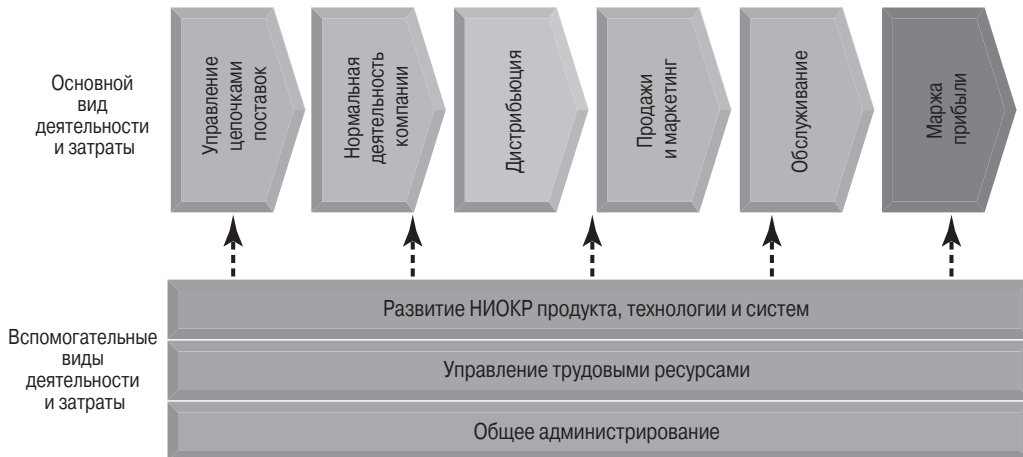 Основной
вид
деятельности
и затраты
Управление
цепочками
поставок
Нормальная
деятельность
компании
Дистрибьюция
Продажи
и маркетинг
Обслуживание
Маржа
прибыли
Вспомогательные
виды
деятельности
и затраты
Развитие НИОКР продукта, технологии и систем
Управление трудовыми ресурсами
Общее администрирование